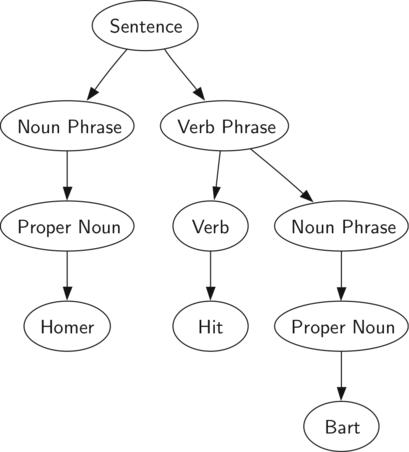 Sentence
Noun Phrase
Verb Phrase
Proper Noun
Verb
Noun Phrase
Homer
Hit
Proper Noun
Bart